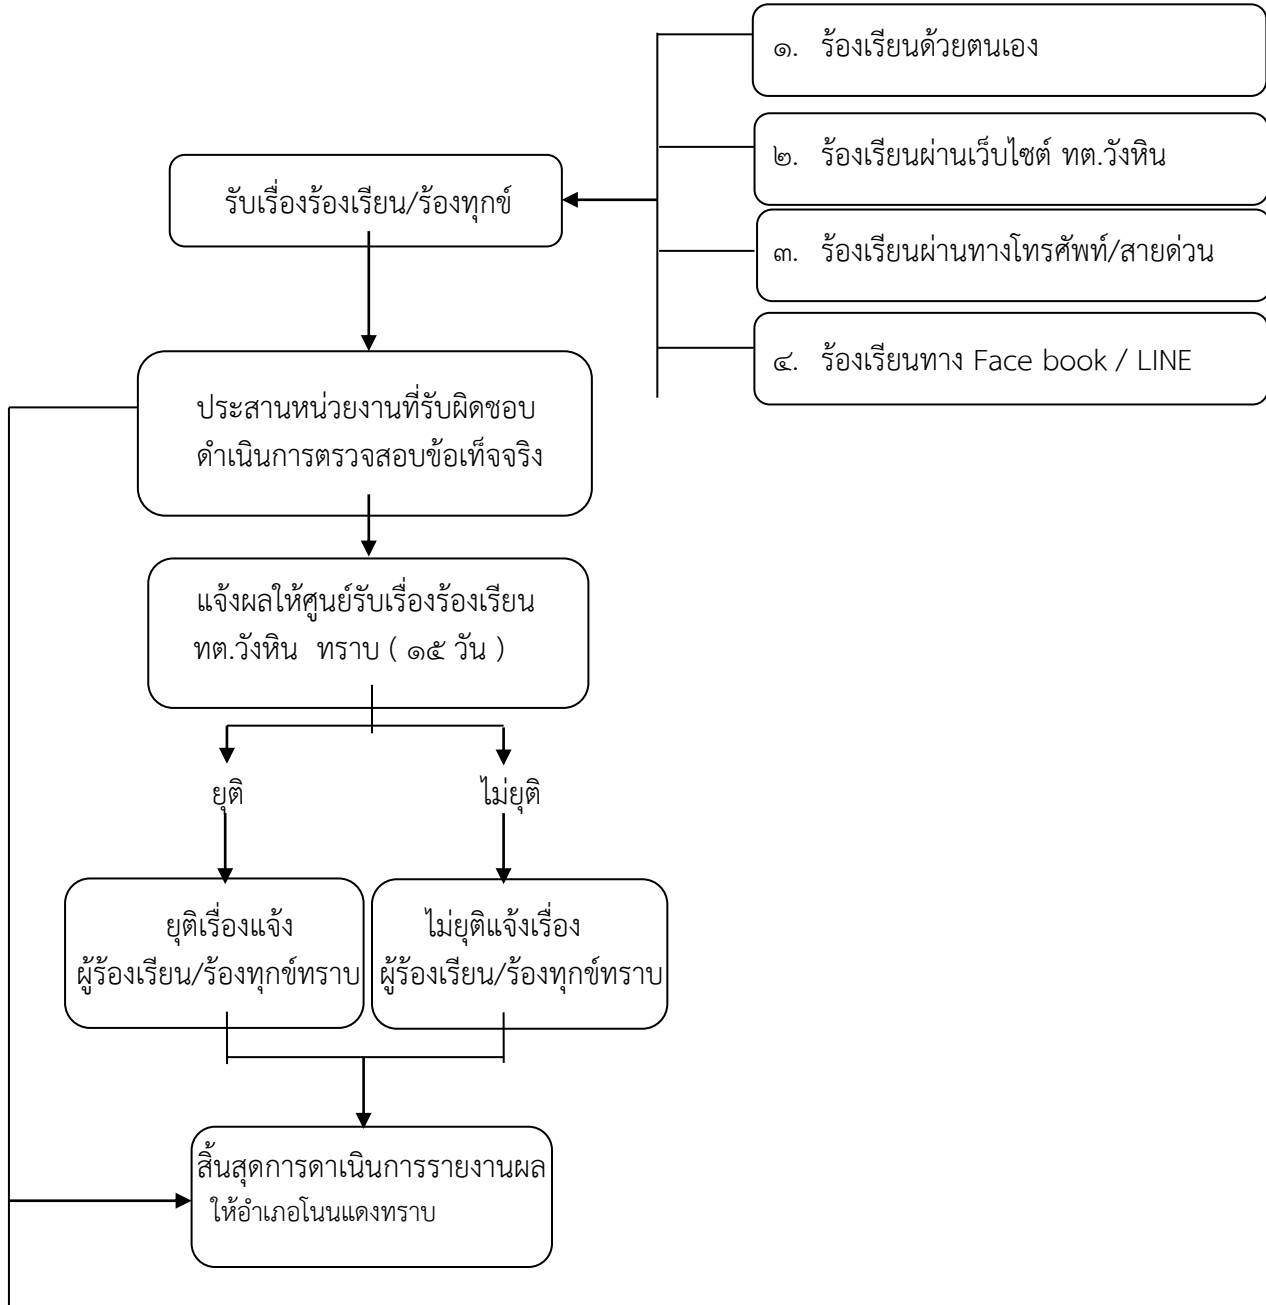 ๑. ร้องเรียนด้วยตนเอง
๒. ร้องเรียนผ่านเว็บไซต์ ทต.วังหิน
รับเรื่องร้องเรียน/ร้องทุกข์
๓. ร้องเรียนผ่านทางโทรศัพท์/สายด่วน
๔. ร้องเรียนทาง Face book / LINE
ประสานหน่วยงานที่รับผิดชอบ
ดำเนินการตรวจสอบข้อเท็จจริง
แจ้งผลให้ศูนย์รับเรื่องร้องเรียน
ทต.วังหิน ทราบ ( ๑๕ วัน )
ยุติ
ไม่ยุติ
ยุติเรื่องแจ้ง
ผู้ร้องเรียน/ร้องทุกข์ทราบ
ไม่ยุติแจ้งเรื่อง
ผู้ร้องเรียน/ร้องทุกข์ทราบ
สิ้นสุดการดาเนินการรายงานผล
ให้อำเภอโนนแดงทราบ